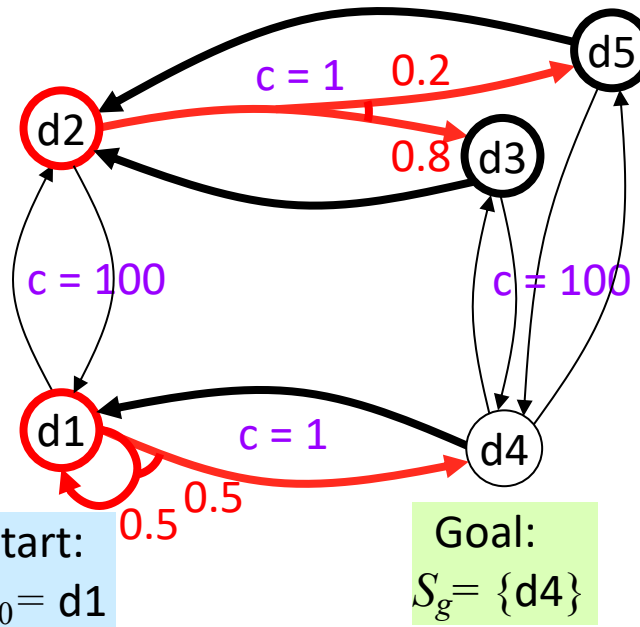 d5
c = 1 0.2
d2
d3
0.8
c = 100
c = 100
d1
c = 1
d4
0.5
0.5
tart:
0 = d1
Goal:
Sg = {d4}